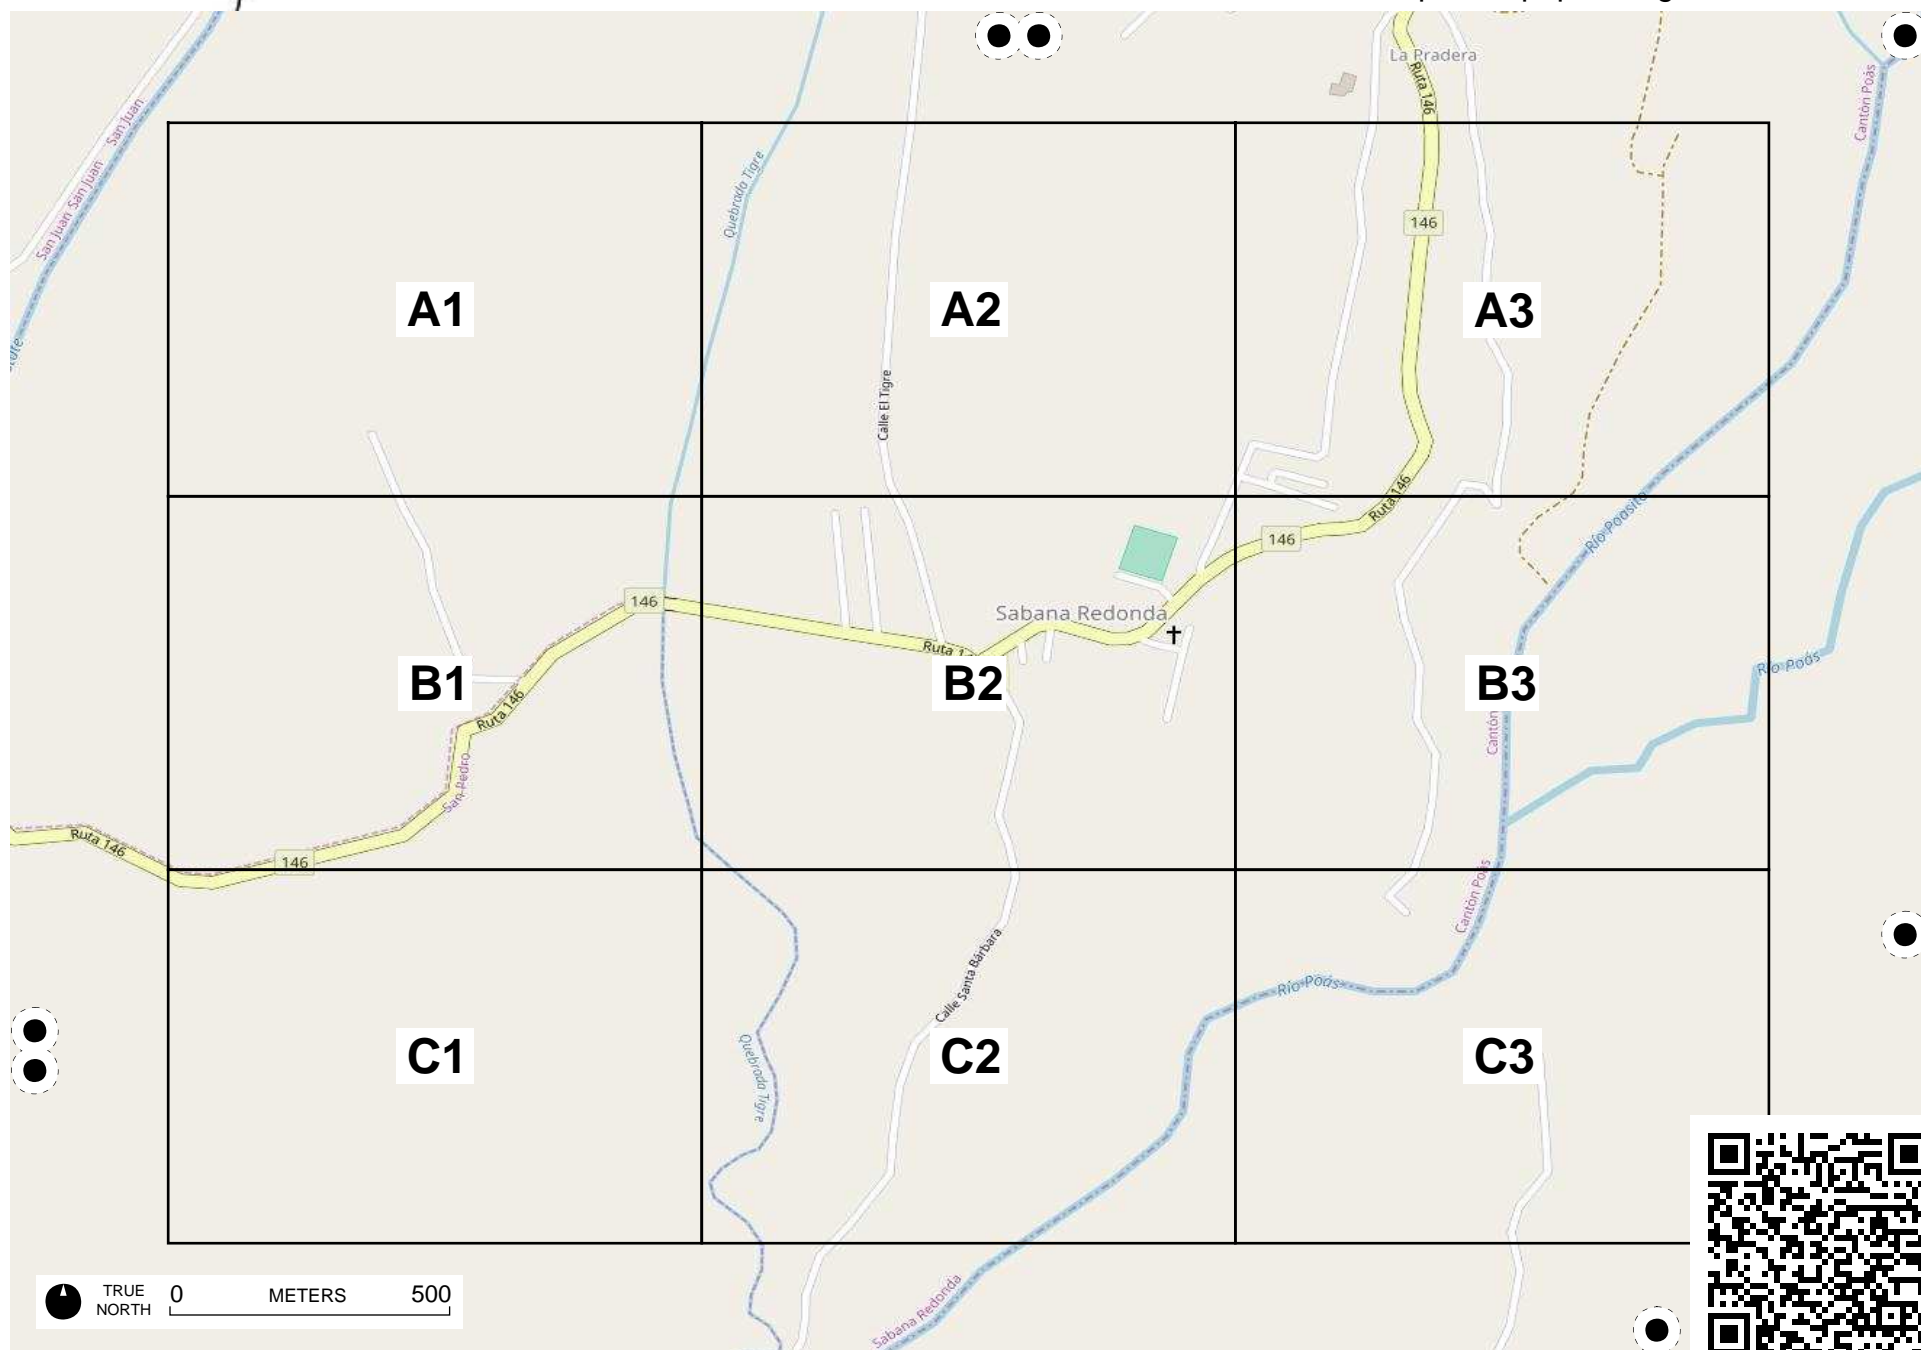 La Pradera
Ruta 146
Cantón Poás
San Juan
San Juan
San Juan
Quebrada Tigre
146
A1
A2
A3
Calle El Tigre
Ruta 146
Río Poasito
146
146
Sabana Redonda
Ruta 1
Río Poás
B1
B2
B3
Ruta 146
Cantón
San Pedro
Ruta 146
146
Cantón Poás
Calle Santa Bárbara
Río Poás
C1
C2
C3
Quebrada Tigre
TRUE
NORTH
0 METERS 500
Sabana Redonda